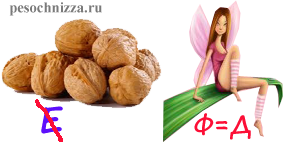 pesochnizza.ru
Е
Ф=Д